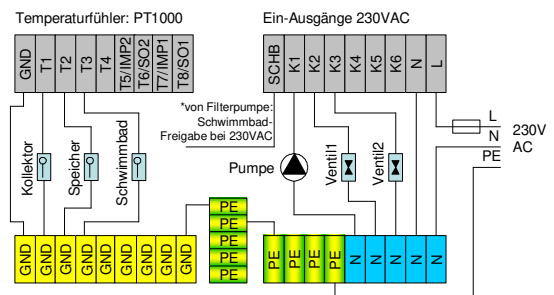 Temperaturfühler: PT1000
Ein-Ausgänge 230VAC
GND
T1
T2
T3
T4
T5/IMP2
T6/SO2
T7/IMP1
T8/SO1
SCHB
K1
K2
K3
K4
K5
K6
N
L
*von Filterpumpe:
Schwimmbad-
Freigabe bei 230VAC
L
N
PE
230V
AC
Kollektor
Speicher
Schwimmbad
Pumpe
Ventil1
Ventil2
PE
PE
PE
PE
PE
GND
GND
GND
GND
GND
GND
GND
GND
GND
PE
PE
PE
PE
N
N
N
N
N